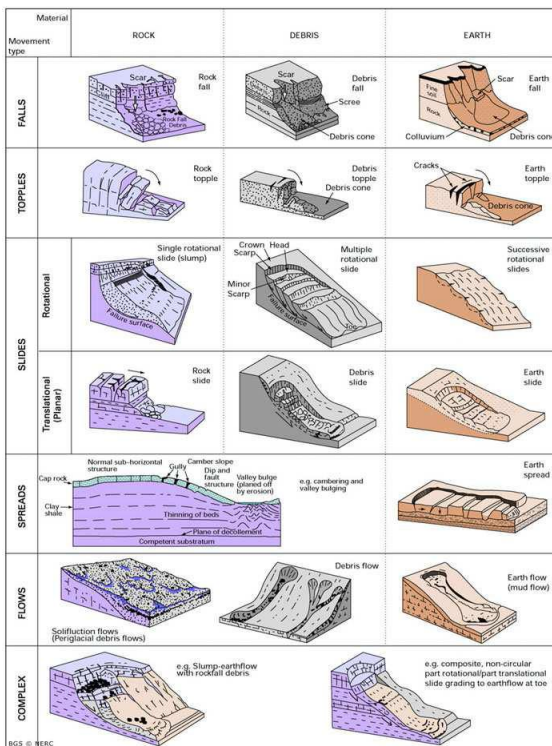 Material
Movement
type
ROCK
DEBRIS
EARTH
FALLS
Scar
Cliff
Rock
fall
Rock Fall
Debris
Scar
Rock
Debris
fall
Scree
Debris cone
Fine
soil
Rock
Colluvium
Scar
Earth
fall
Debris cone
TOPPLES
Rock
topple
Debris
topple
Debris cone
Cracks
Earth
topple
Debris cone
SLIDES
Rotational
Single rotational
slide (slump)
Failure surface
Crown
Scarp
Head
Minor
Scarp
Failure surface
Toe
Multiple
rotational
slide
Successive
rotational
slides
Translational
(Planar)
Rock
slide
Debris
slide
Earth
slide
SPREADS
Cap rock
Clay
shale
Normal sub-horizontal
structure
Gully
Camber slope
Dip and
fault
structure
Valley bulge
(planed off
by erosion)
Thinning of beds
Plane of decollement
Competent substratum
e.g. cambering and
valley bulging
Earth
spread
FLOWS
Solifluction flows
(Periglacial debris flows)
Debris flow
Earth flow
(mud flow)
COMPLEX
e.g. Slump-earthflow
with rockfall debris
e.g. composite, non-circular
part rotational/part translational
slide grading to earthflow at toe
BGS © NERC